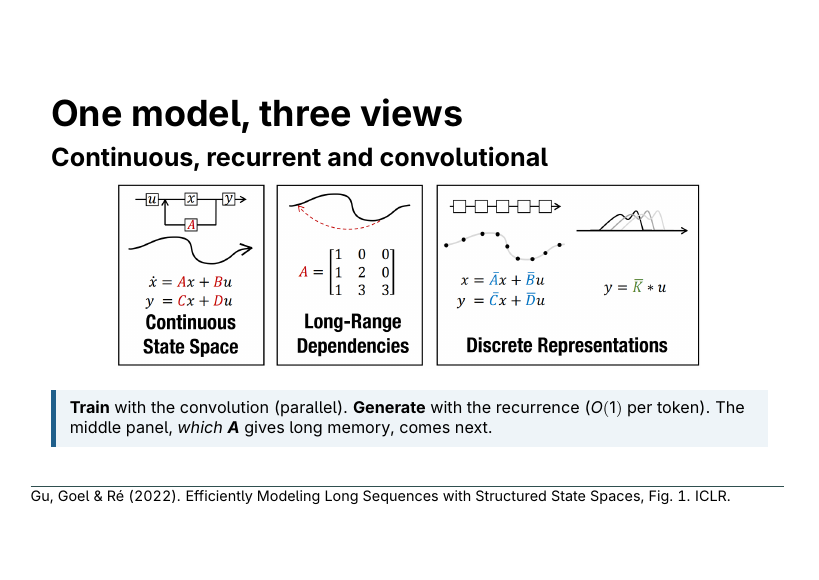 One model, three views
Continuous, recurrent and convolutional
u x y
A
ẋ = Ax + Bu
y = Cx + Du
Continuous
State Space
A = [1 0 0
1 2 0
1 3 3]
Long-Range
Dependencies
x = A̅x + B̅u
y = C̅x + D̅u
y = K̅ ∗ u
Discrete Representations
Train with the convolution (parallel). Generate with the recurrence (O(1) per token). The
middle panel, which A gives long memory, comes next.
Gu, Goel & Ré (2022). Efficiently Modeling Long Sequences with Structured State Spaces, Fig. 1. ICLR.